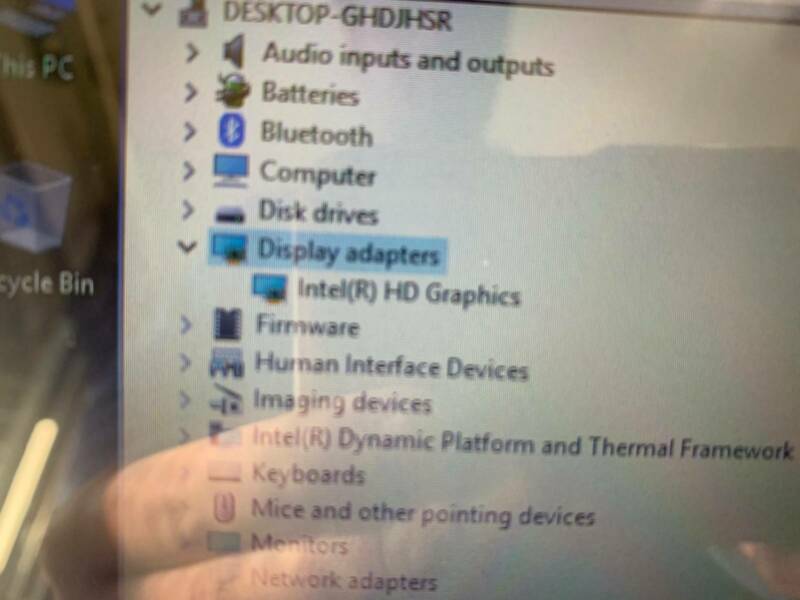 DESKTOP-GHDJHSR
This PC
Audio inputs and outputs
Batteries
Bluetooth
Computer
Disk drives
Display adapters
cycle Bin
Intel(R) HD Graphics
Firmware
Human Interface Devices
Imaging devices
Intel(R) Dynamic Platform and Thermal Framework
Keyboards
Mice and other pointing devices
Monitors
Network adapters